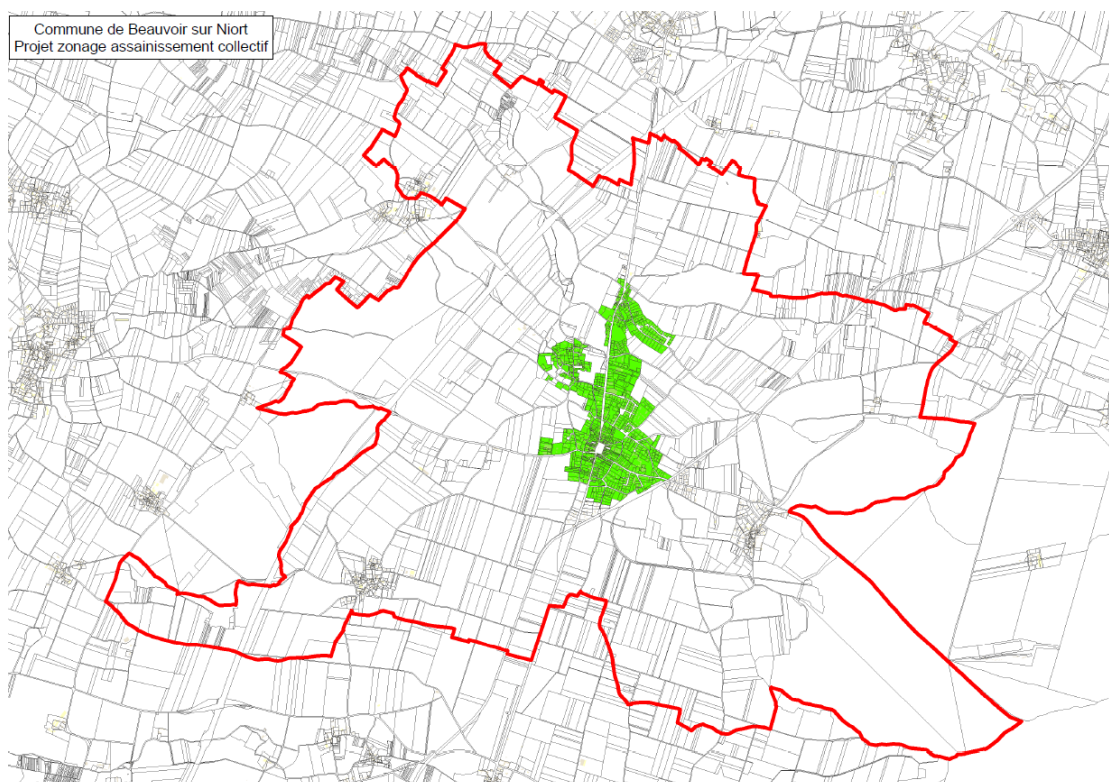 Commune de Beauvoir sur Niort
Projet zonage assainissement collectif